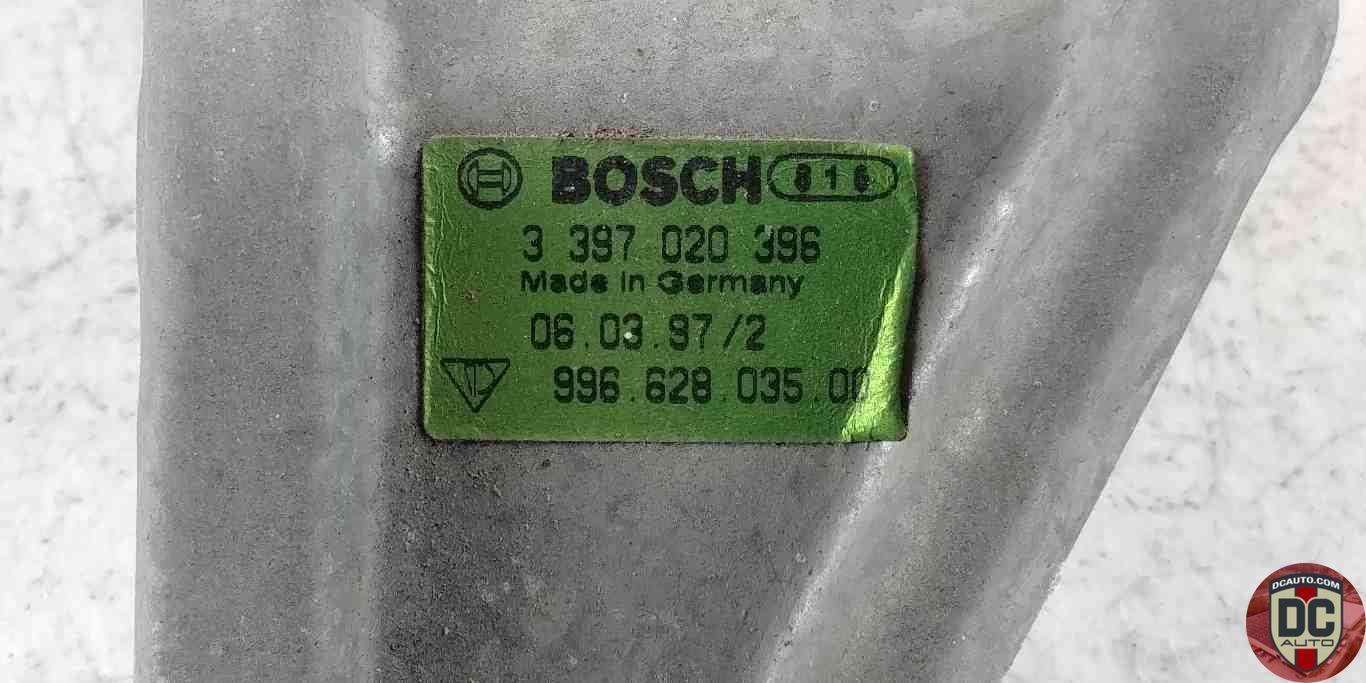 BOSCH 816
3 397 020 396
Made in Germany
06.03.97/2
996.628.035.00
DCAUTO.COM
DC
AUTO